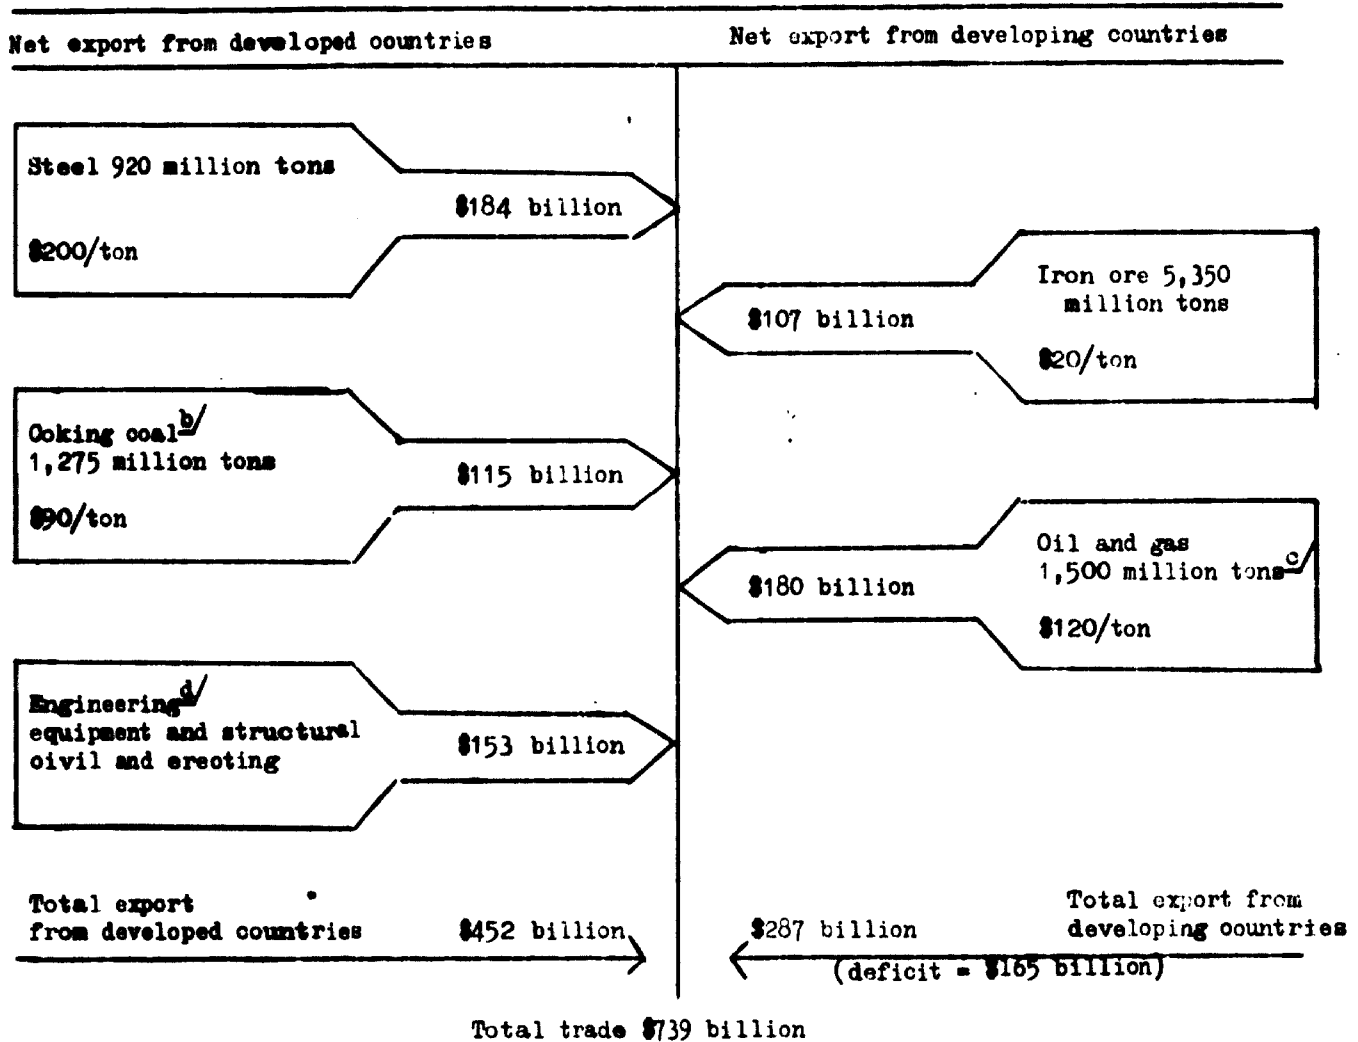 Net export from developed countries
Net export from developing countries
Steel 920 million tons
$184 billion
$200/ton
Iron ore 5,350
million tons
$107 billion
$20/ton
Coking coal b/
1,275 million tons
$115 billion
$90/ton
Oil and gas
1,500 million tons c/
$180 billion
$120/ton
Engineering d/
equipment and structural
civil and erecting
$153 billion
Total export
from developed countries
$452 billion
Total export from
developing countries
$287 billion
(deficit = $165 billion)
Total trade $739 billion